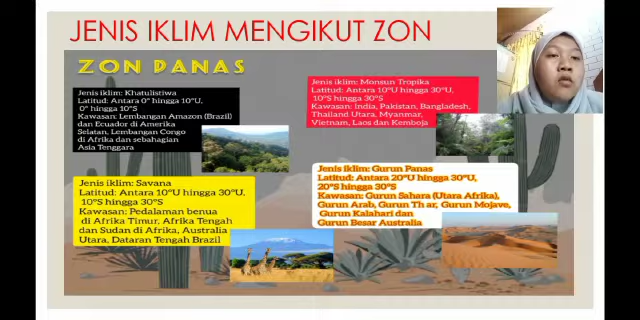 JENIS IKLIM MENGIKUT ZON
ZON PANAS
Jenis iklim: Khatulistiwa
Latitud: Antara 0° hingga 10°U,
0° hingga 10°S
Kawasan: Lembangan Amazon (Brazil)
dan Ecuador di Amerika
Selatan, Lembangan Congo
di Afrika dan sebahagian
Asia Tenggara
Jenis iklim: Monsun Tropika
Latitud: Antara 10°U hingga 30°U,
10°S hingga 30°S
Kawasan: India, Pakistan, Bangladesh,
Thailand Utara, Myanmar,
Vietnam, Laos dan Kemboja
Jenis iklim: Savana
Latitud: Antara 10°U hingga 30°U,
10°S hingga 30°S
Kawasan: Pedalaman benua
di Afrika Timur, Afrika Tengah
dan Sudan di Afrika, Australia
Utara, Dataran Tengah Brazil
Jenis iklim: Gurun Panas
Latitud: Antara 20°U hingga 30°U,
20°S hingga 30°S
Kawasan: Gurun Sahara (Utara Afrika),
Gurun Arab, Gurun Th ar, Gurun Mojave,
Gurun Kalahari dan
Gurun Besar Australia